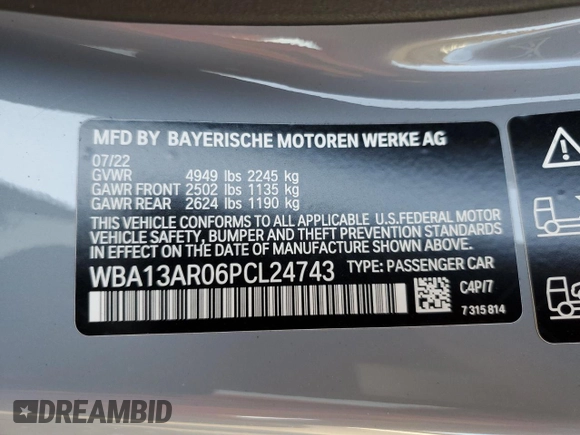 MFD BY BAYERISCHE MOTOREN WERKE AG
07/22
GVWR 4949 lbs 2245 kg
GAWR FRONT 2502 lbs 1135 kg
GAWR REAR 2624 lbs 1190 kg
THIS VEHICLE CONFORMS TO ALL APPLICABLE U.S.FEDERAL MOTOR
VEHICLE SAFETY, BUMPER AND THEFT PREVENTION STANDARDS
IN EFFECT ON THE DATE OF MANUFACTURE SHOWN ABOVE.
WBA13AR06PCL24743 TYPE: PASSENGER CAR
C4P/7
7 315 814
DREAMBID